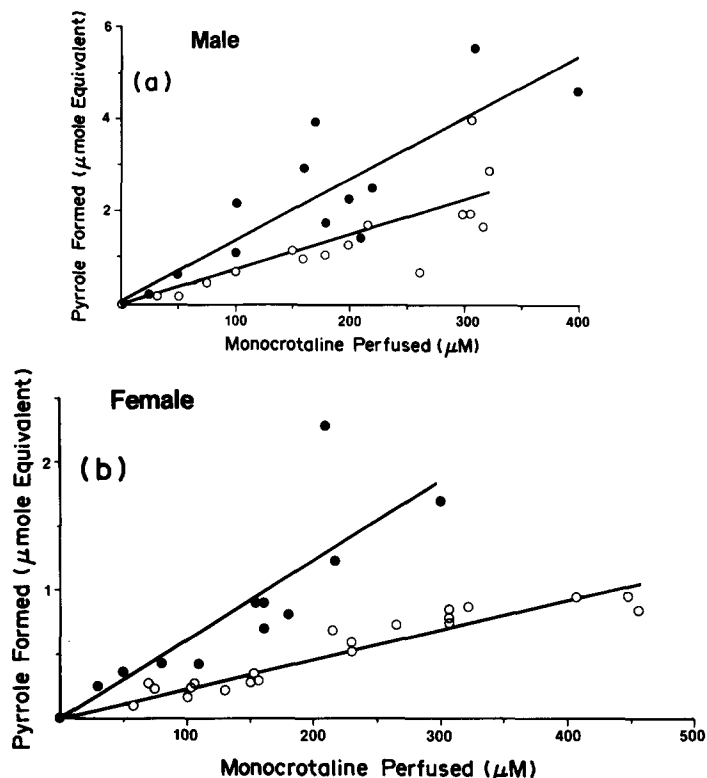 Male
(a)
Pyrrole Formed (μmole Equivalent)
6
4
2
100 200 300 400
Monocrotaline Perfused (μM)
Female
(b)
Pyrrole Formed (μmole Equivalent)
2
1
100 200 300 400 500
Monocrotaline Perfused (μM)